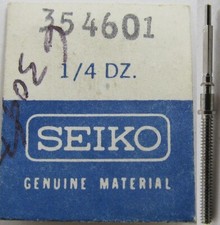 354601
1/4 DZ.
SEIKO
GENUINE MATERIAL